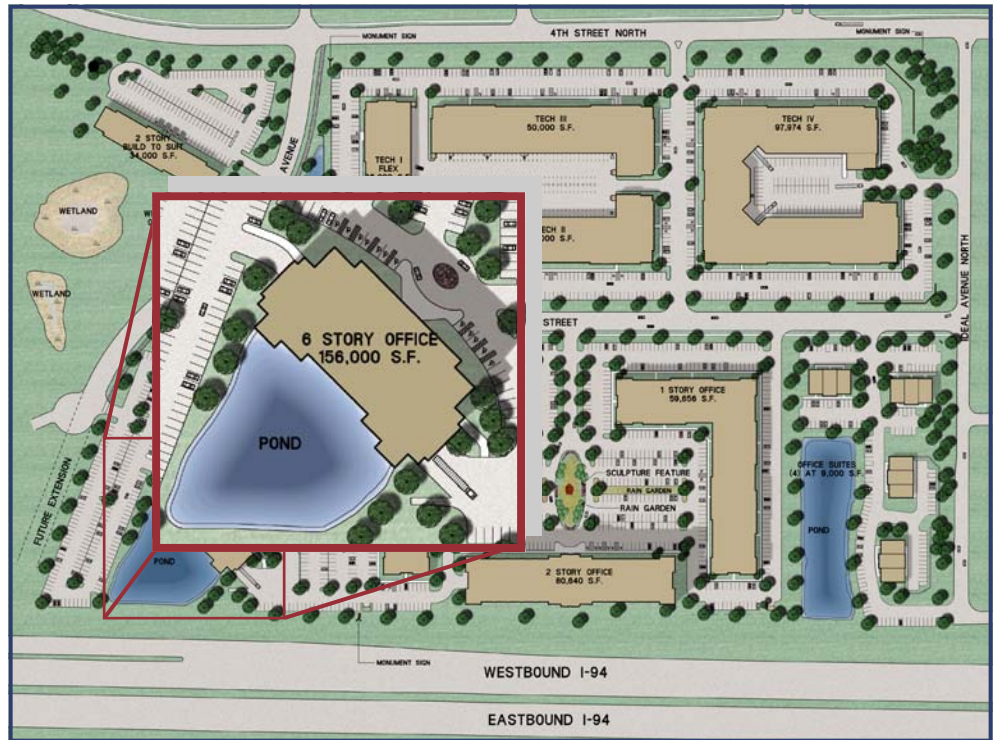 MONUMENT SIGN
4TH STREET NORTH
MONUMENT SIGN
2 STORY
BUILD TO SUIT
34,000 S.F.
AVENUE
TECH I
FLEX
TECH III
50,000 S.F.
TECH IV
97,974 S.F.
WETLAND
WETLAND
TECH II
STREET
IDEAL AVENUE NORTH
6 STORY OFFICE
156,000 S.F.
POND
1 STORY OFFICE
59,656 S.F.
SCULPTURE FEATURE
RAIN GARDEN
RAIN GARDEN
OFFICE SUITES
(4) AT 9,000 S.F.
POND
FUTURE EXTENSION
POND
2 STORY OFFICE
80,640 S.F.
MONUMENT SIGN
WESTBOUND I-94
EASTBOUND I-94